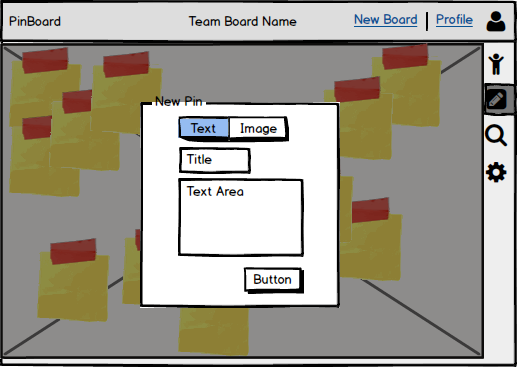 PinBoard
Team Board Name
New Board
Profile
New Pin
Text
Image
Title
Text Area
Button